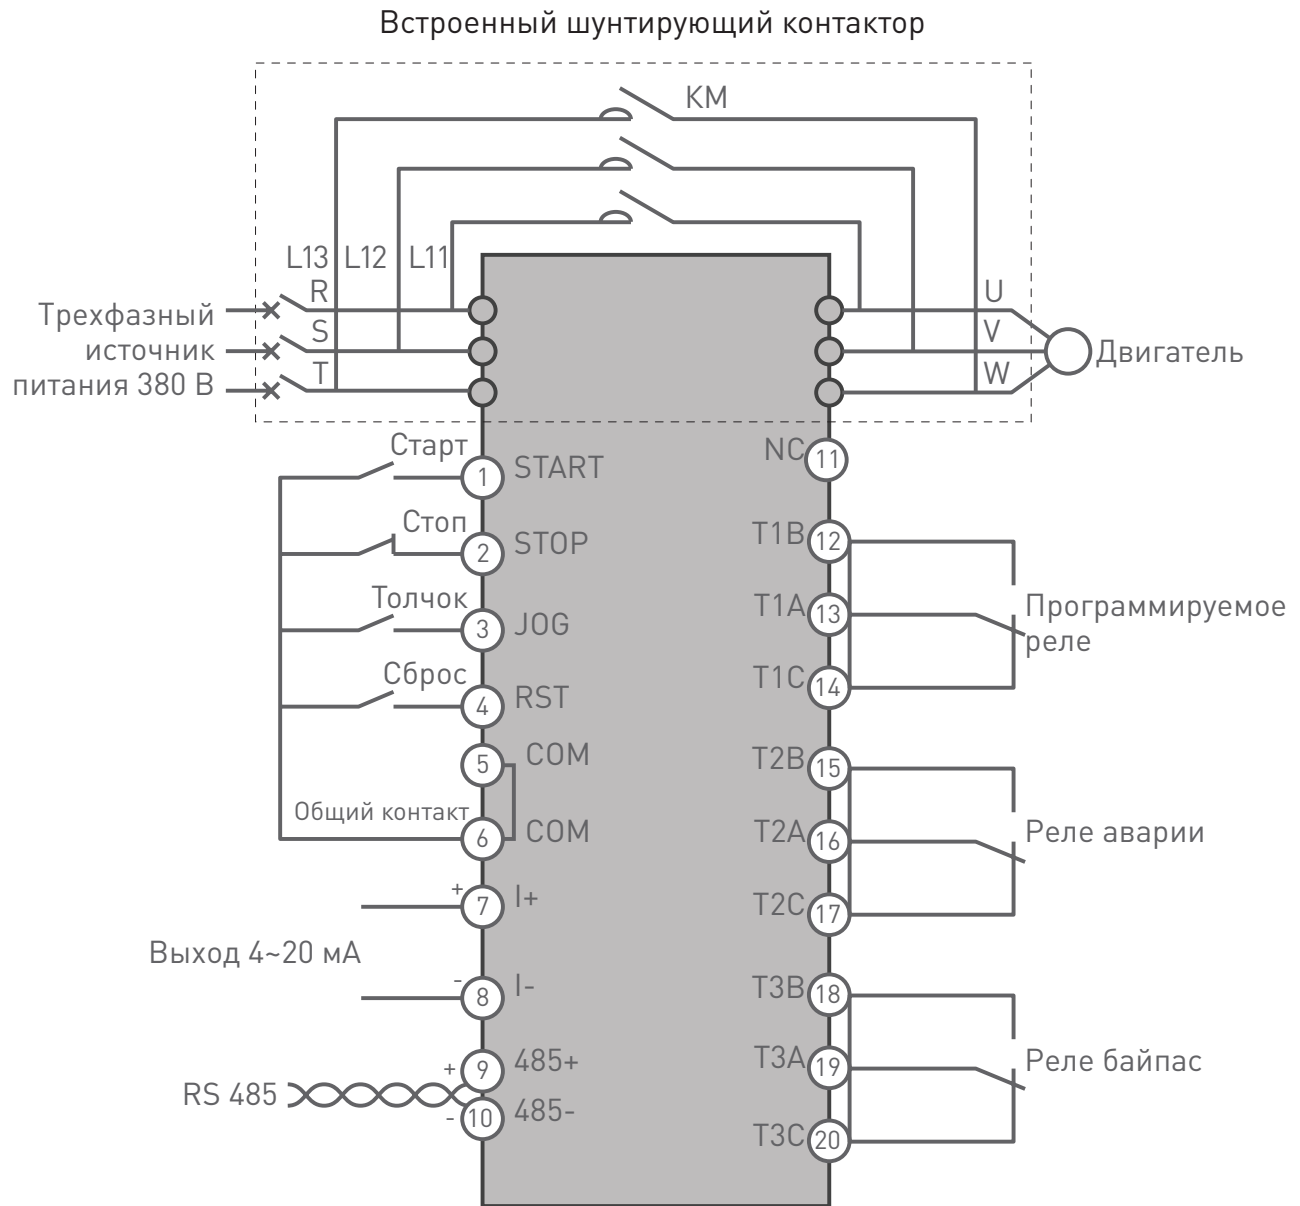 Встроенный шунтирующий контактор
KM
L13
L12
L11
R
S
T
Трехфазный
источник
питания 380 В
U
V
W
Двигатель
Старт
1
START
Стоп
2
STOP
Толчок
3
JOG
Сброс
4
RST
5
COM
Общий контакт
6
COM
+
7
I+
Выход 4~20 мА
-
8
I-
RS 485
+
9
485+
-
10
485-
NC
11
T1B
12
T1A
13
T1C
14
Программируемое
реле
T2B
15
T2A
16
T2C
17
Реле аварии
T3B
18
T3A
19
T3C
20
Реле байпас